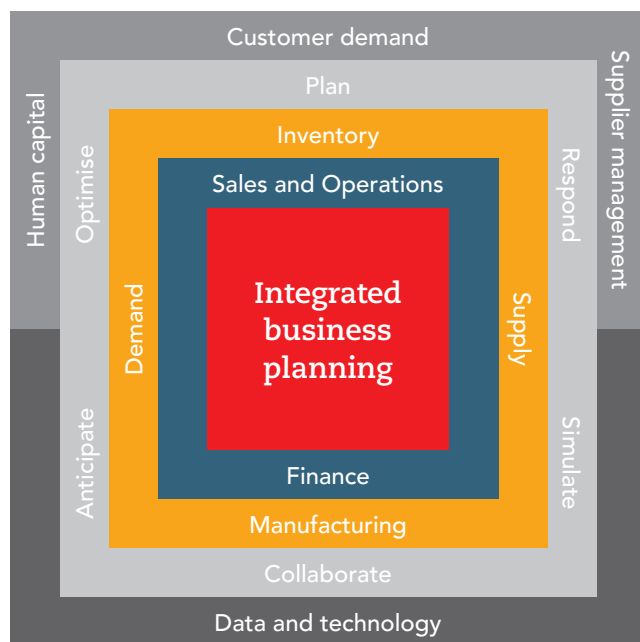 Customer demand
Human capital
Supplier management
Plan
Optimise
Respond
Inventory
Sales and Operations
Demand
Integrated
business
planning
Supply
Anticipate
Simulate
Finance
Manufacturing
Collaborate
Data and technology